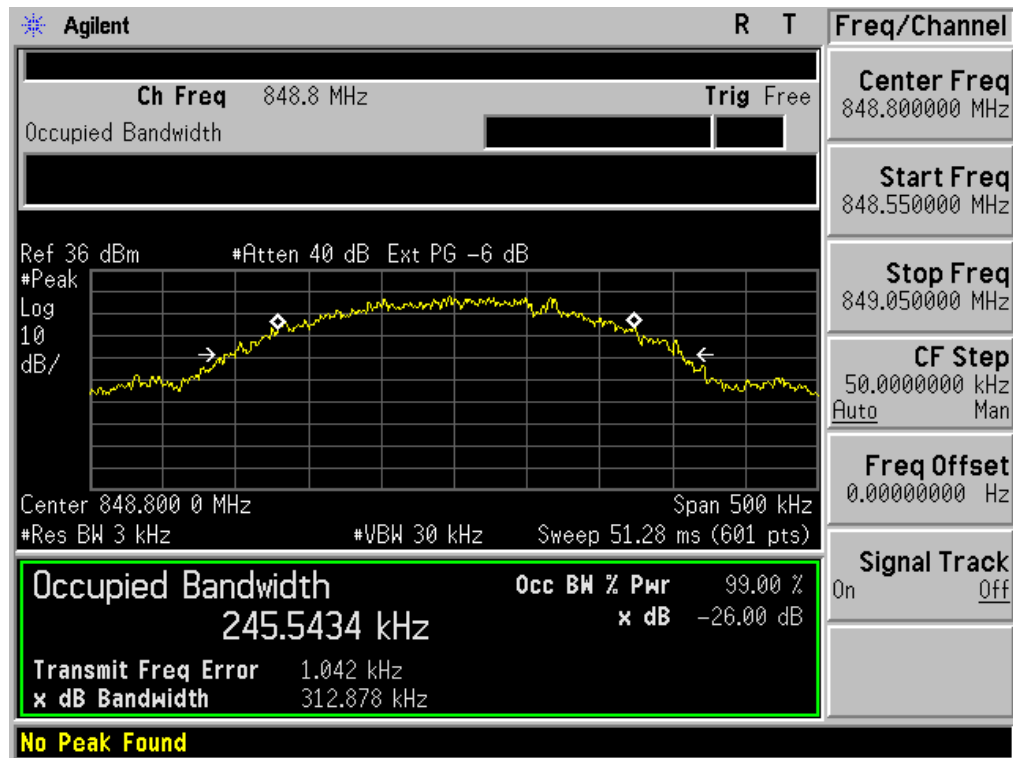 Agilent R T Freq/Channel
Ch Freq 848.8 MHz Trig Free
Occupied Bandwidth
Center Freq
848.800000 MHz
Start Freq
848.550000 MHz
Stop Freq
849.050000 MHz
CF Step
50.0000000 kHz
Auto Man
Freq Offset
0.00000000 Hz
Signal Track
On Off
Ref 36 dBm #Atten 40 dB Ext PG -6 dB
#Peak
Log
10
dB/
Center 848.800 0 MHz Span 500 kHz
#Res BW 3 kHz #VBW 30 kHz Sweep 51.28 ms (601 pts)
Occupied Bandwidth Occ BW % Pwr 99.00 %
245.5434 kHz x dB -26.00 dB
Transmit Freq Error 1.042 kHz
x dB Bandwidth 312.878 kHz
No Peak Found